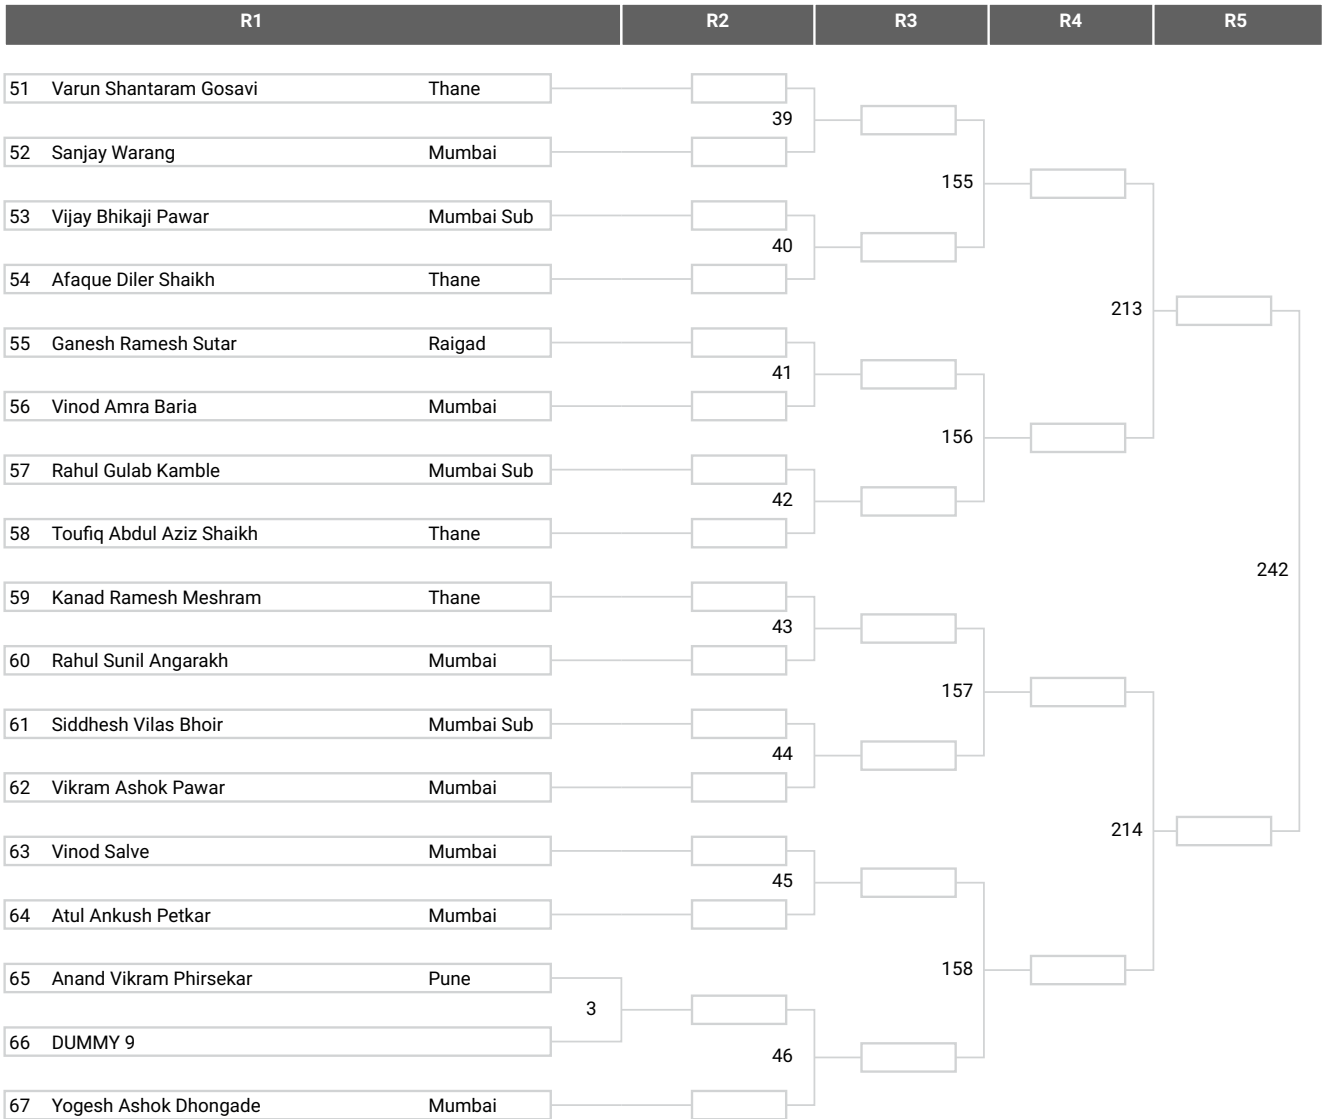 R1 R2 R3 R4 R5
51 Varun Shantaram Gosavi Thane
39
52 Sanjay Warang Mumbai
155
53 Vijay Bhikaji Pawar Mumbai Sub
40
54 Afaque Diler Shaikh Thane
213
55 Ganesh Ramesh Sutar Raigad
41
56 Vinod Amra Baria Mumbai
156
57 Rahul Gulab Kamble Mumbai Sub
42
58 Toufiq Abdul Aziz Shaikh Thane
242
59 Kanad Ramesh Meshram Thane
43
60 Rahul Sunil Angarakh Mumbai
157
61 Siddhesh Vilas Bhoir Mumbai Sub
44
62 Vikram Ashok Pawar Mumbai
214
63 Vinod Salve Mumbai
45
64 Atul Ankush Petkar Mumbai
158
65 Anand Vikram Phirsekar Pune
3
66 DUMMY 9
46
67 Yogesh Ashok Dhongade Mumbai